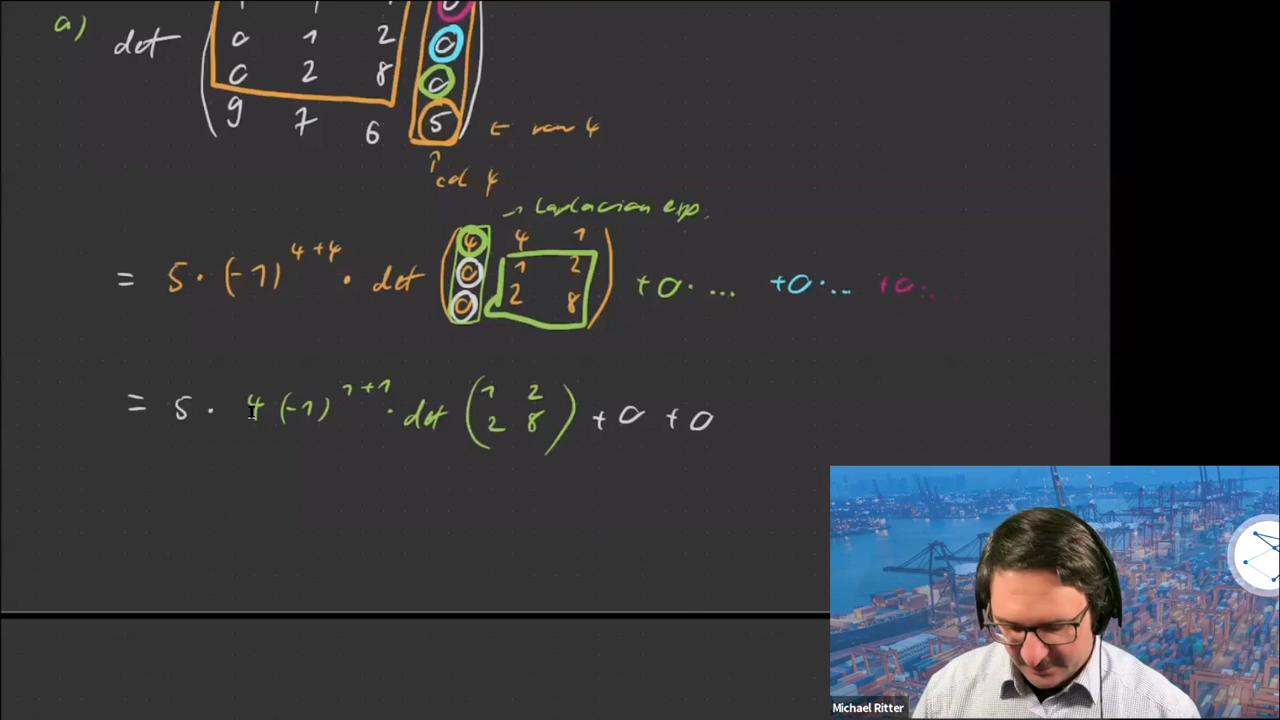 a)
det ( 0 1 2 0
0 2 8 0
9 7 6 5 ) ← row 4
↑ col 4
→ Laplacian exp.
= 5 · (-1)^{4+4} · det ( 4 4 1
0 1 2
0 2 8 ) + 0 · ... + 0 · ... + 0 · ...
= 5 · 4 (-1)^{1+1} · det ( 1 2
2 8 ) + 0 + 0
Michael Ritter